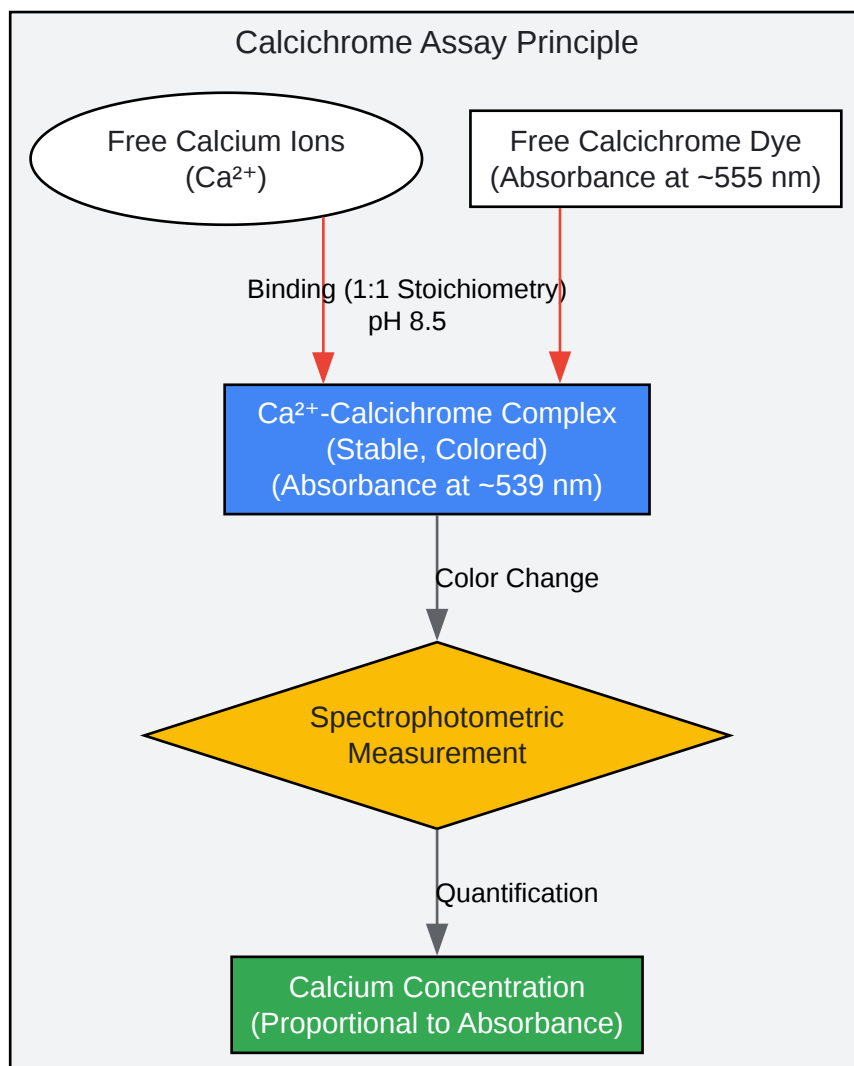 Calcichrome Assay Principle
Free Calcium Ions
(Ca²⁺)
Free Calcichrome Dye
(Absorbance at ~555 nm)
Binding (1:1 Stoichiometry)
pH 8.5
Ca²⁺-Calcichrome Complex
(Stable, Colored)
(Absorbance at ~539 nm)
Color Change
Spectrophotometric
Measurement
Quantification
Calcium Concentration
(Proportional to Absorbance)